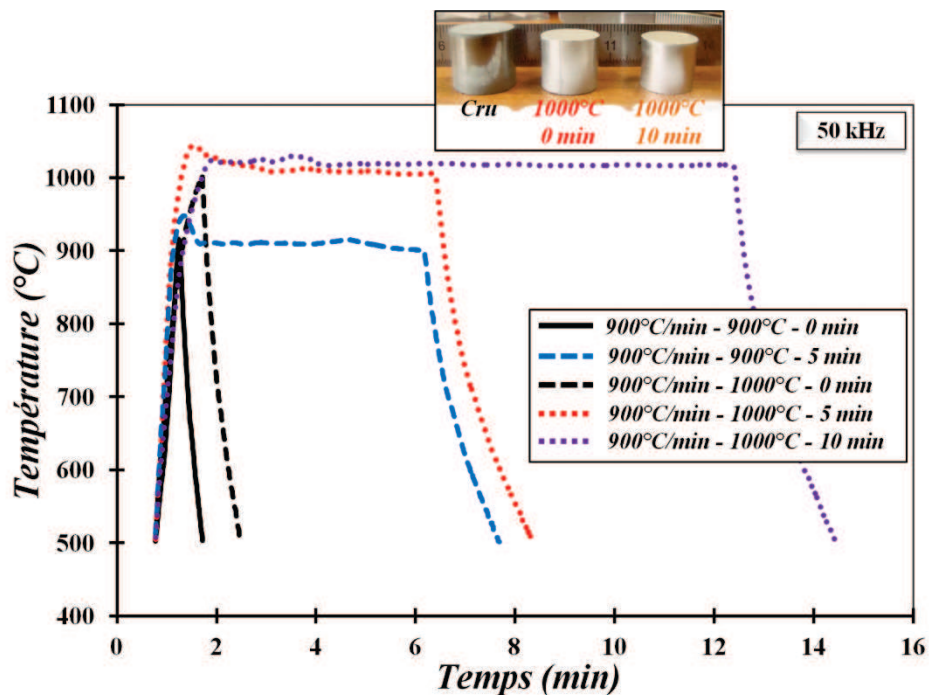 Cru
1000°C
0 min
1000°C
10 min
50 kHz
1100
1000
900
800
700
600
500
400
Température (°C)
900°C/min - 900°C - 0 min
900°C/min - 900°C - 5 min
900°C/min - 1000°C - 0 min
900°C/min - 1000°C - 5 min
900°C/min - 1000°C - 10 min
0 2 4 6 8 10 12 14 16
Temps (min)